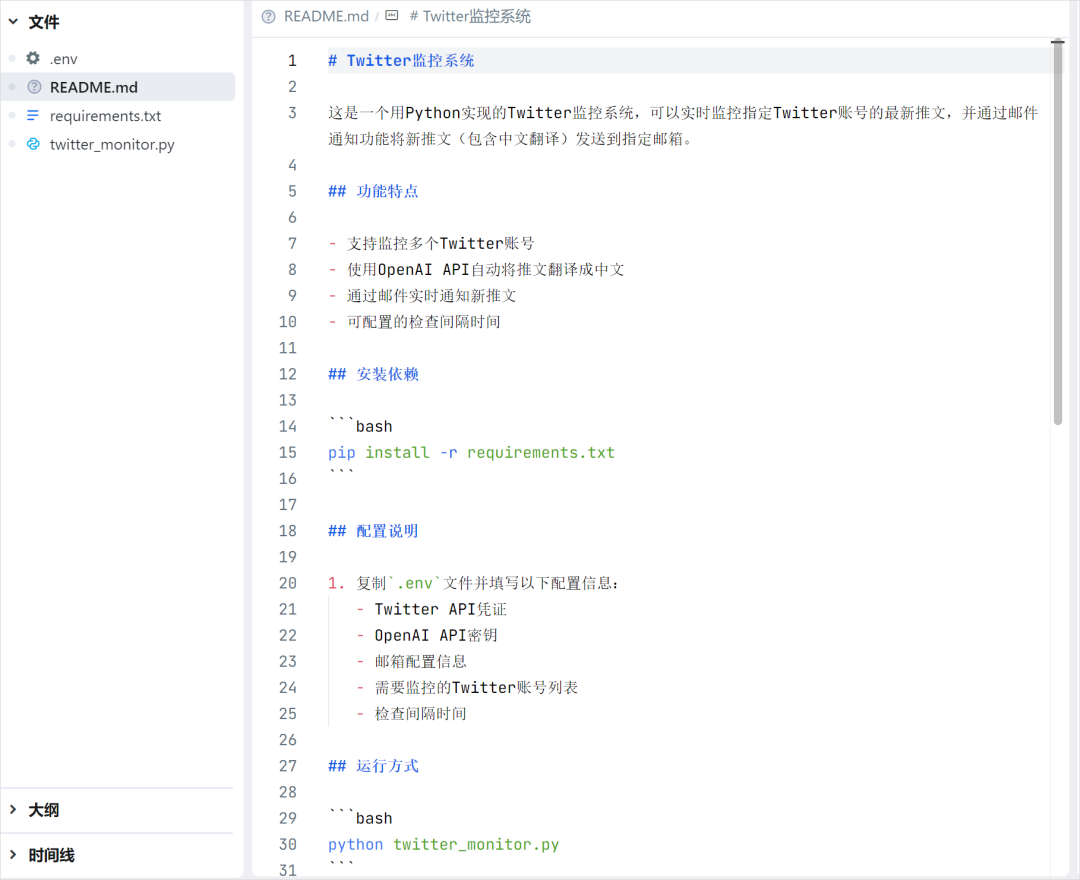 文件
.env
README.md
requirements.txt
twitter_monitor.py
大纲
时间线
README.md / # Twitter监控系统
1 # Twitter监控系统
2
3 这是一个用Python实现的Twitter监控系统，可以实时监控指定Twitter账号的最新推文，并通过邮件
通知功能将新推文（包含中文翻译）发送到指定邮箱。
4
5 ## 功能特点
6
7 - 支持监控多个Twitter账号
8 - 使用OpenAI API自动将推文翻译成中文
9 - 通过邮件实时通知新推文
10 - 可配置的检查间隔时间
11
12 ## 安装依赖
13
14 ```bash
15 pip install -r requirements.txt
16 ```
17
18 ## 配置说明
19
20 1. 复制`.env`文件并填写以下配置信息：
21 - Twitter API凭证
22 - OpenAI API密钥
23 - 邮箱配置信息
24 - 需要监控的Twitter账号列表
25 - 检查间隔时间
26
27 ## 运行方式
28
29 ```bash
30 python twitter_monitor.py
31 ```